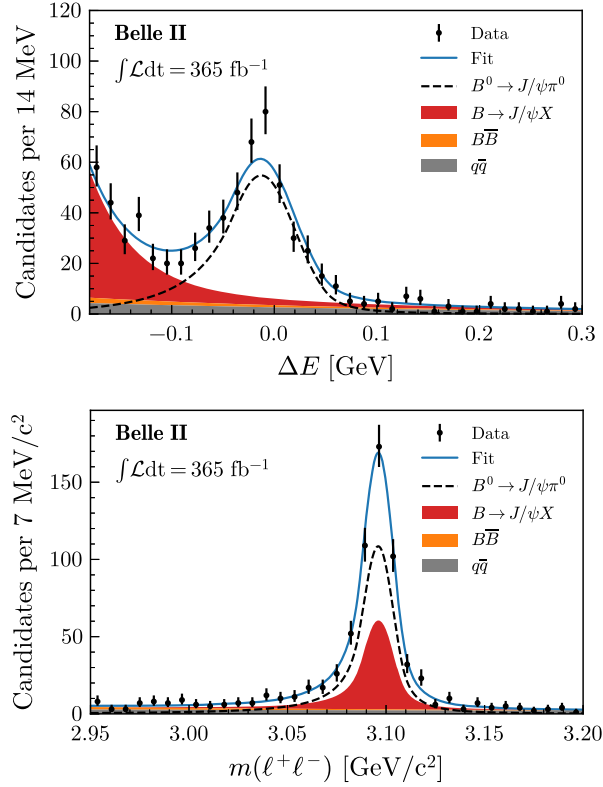 Candidates per 14 MeV
120
100
80
60
40
20
0
Belle II
∫ℒdt = 365 fb⁻¹
Data
Fit
B⁰ → J/ψπ⁰
B → J/ψX
BB̅
qq̅
−0.1
0.0
0.1
0.2
0.3
ΔE [GeV]
Candidates per 7 MeV/c²
150
100
50
0
Belle II
∫ℒdt = 365 fb⁻¹
Data
Fit
B⁰ → J/ψπ⁰
B → J/ψX
BB̅
qq̅
2.95
3.00
3.05
3.10
3.15
3.20
m(ℓ⁺ℓ⁻) [GeV/c²]